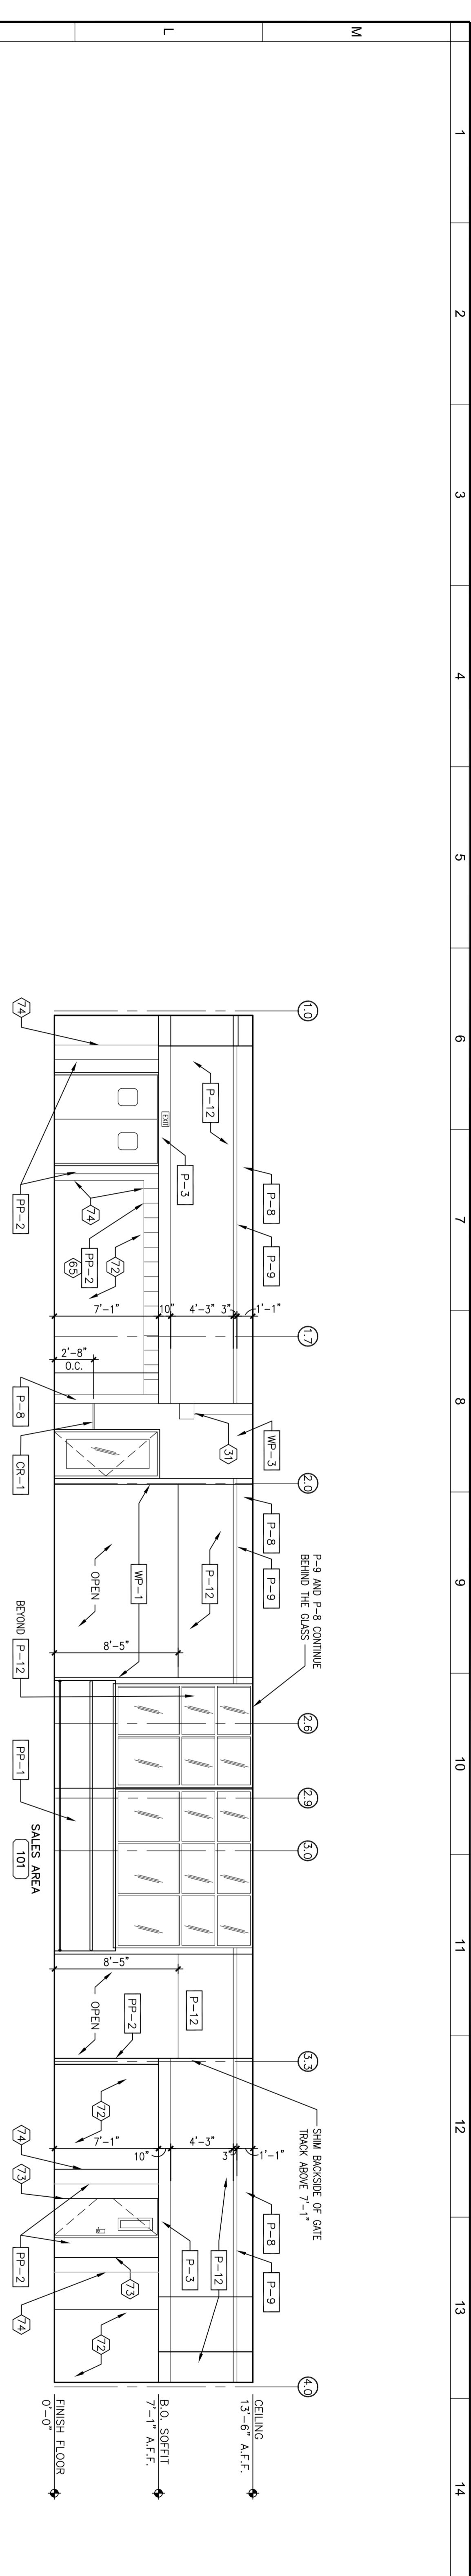 M
L
1
2
3
4
5
6
7
8
9
10
11
12
13
14
1.0
1.7
2.0
2.6
2.9
3.0
3.3
4.0
P-9 AND P-8 CONTINUE
BEHIND THE GLASS
SHIM BACKSIDE OF GATE
TRACK ABOVE 7'-1"
P-8
P-9
WP-3
P-8
P-9
P-8
P-9
CEILING
13'-6" A.F.F.
P-12
1'-1"
3"
4'-3"
10"
7'-1"
31
P-12
P-12
1'-1"
3"
4'-3"
10"
7'-1"
P-12
EXIT
P-3
P-3
B.O. SOFFIT
7'-1" A.F.F.
74
72
PP-2
65
2'-8"
O.C.
WP-1
OPEN
8'-5"
8'-5"
PP-2
OPEN
72
73
72
FINISH FLOOR
0'-0"
74
PP-2
P-8
CR-1
BEYOND
P-12
PP-1
SALES AREA
101
74
73
PP-2
74